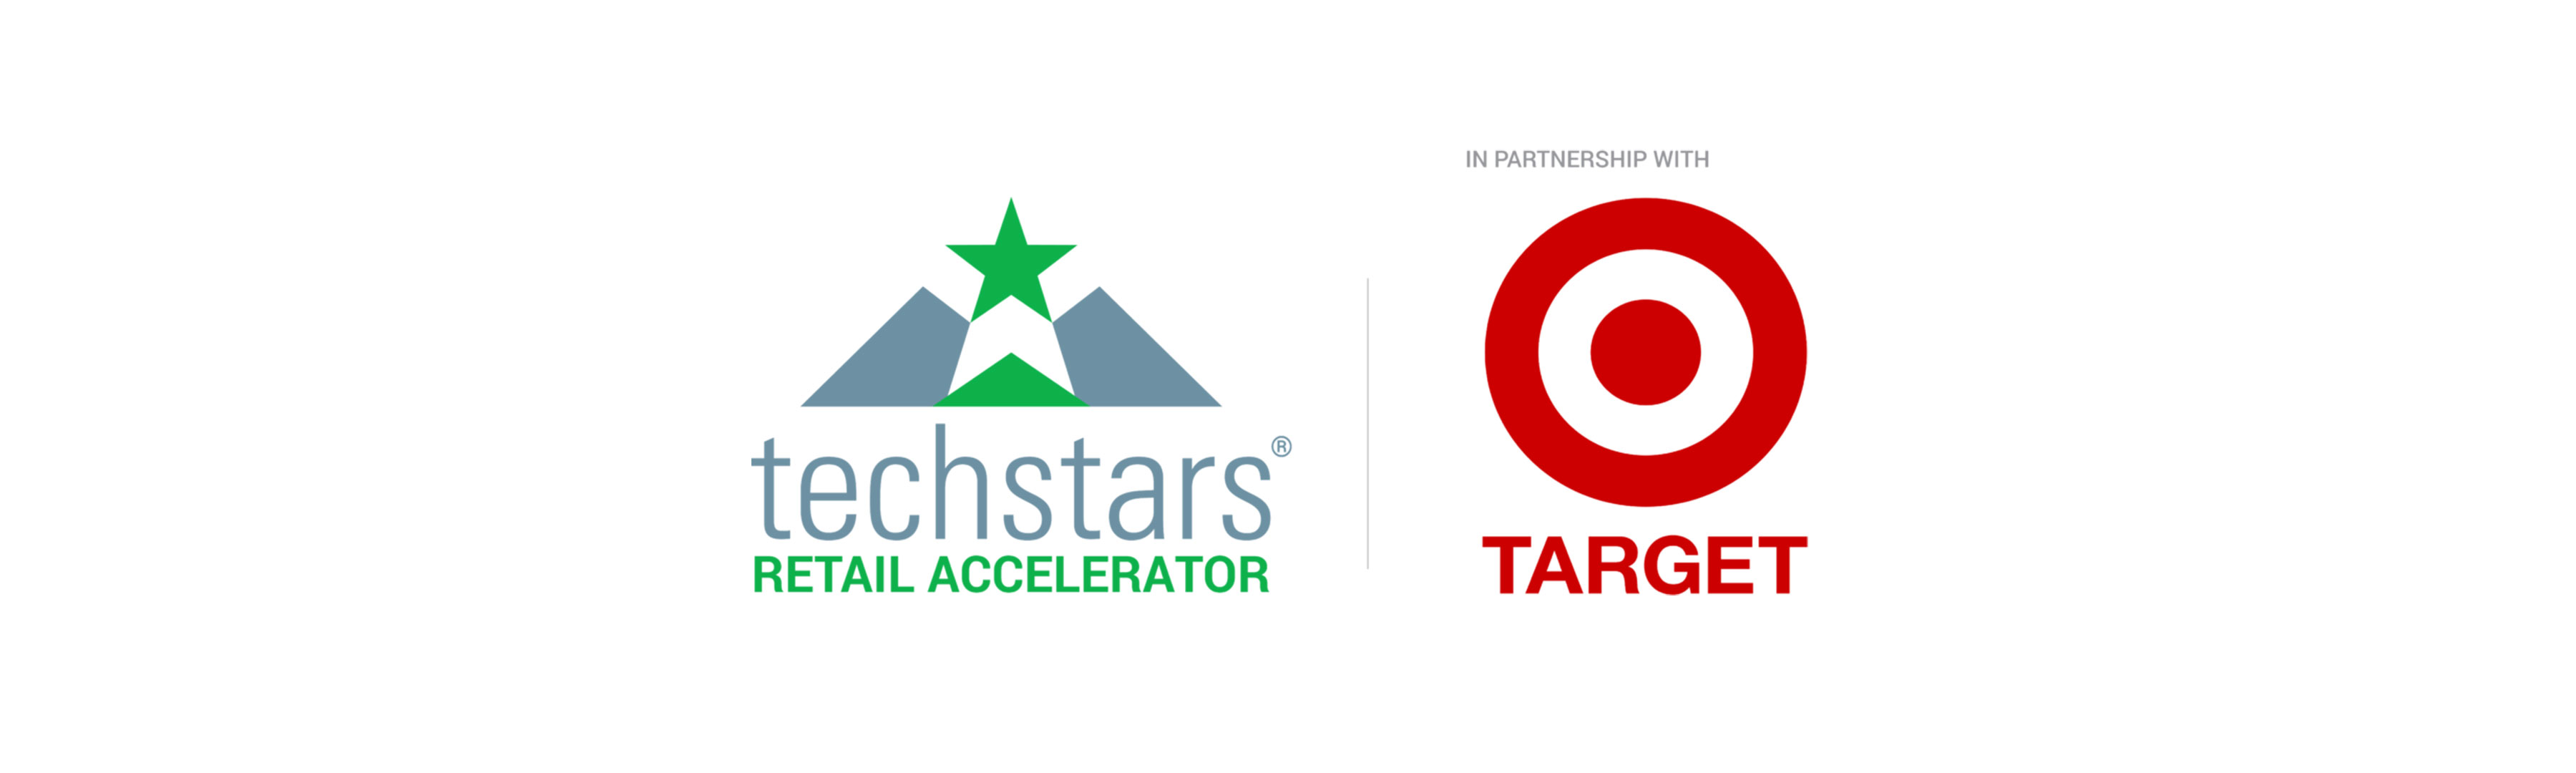 techstars®
RETAIL ACCELERATOR
IN PARTNERSHIP WITH
TARGET